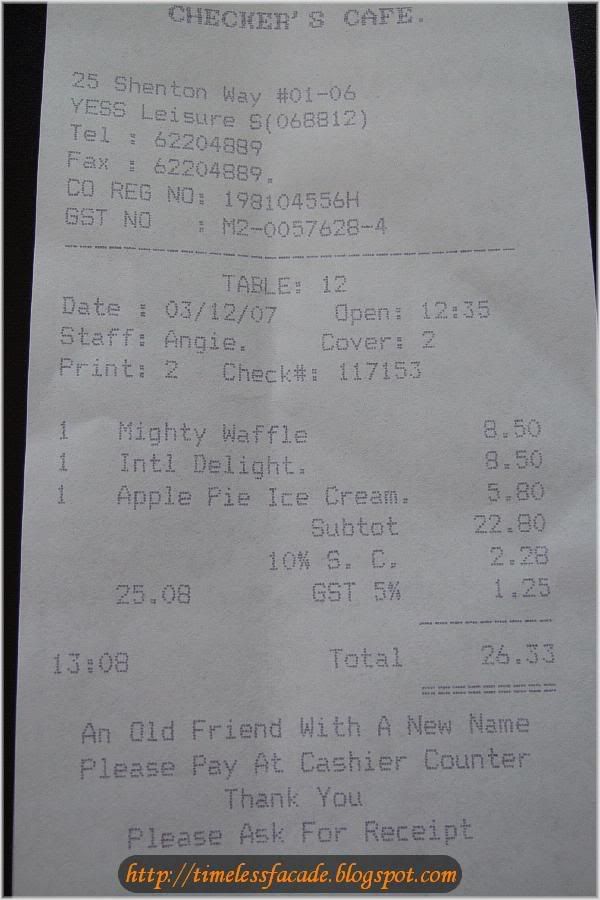 CHECKER'S CAFE.
25 Shenton Way #01-06
YESS Leisure S(068812)
Tel : 62204889
Fax : 62204889.
CO REG NO: 198104556H
GST NO : M2-0057628-4
TABLE: 12
Date : 03/12/07 Open: 12:35
Staff: Angie. Cover: 2
Print: 2 Check#: 117153
1 Mighty Waffle 8.50
1 Intl Delight. 8.50
1 Apple Pie Ice Cream. 5.80
Subtot 22.80
10% S. C. 2.28
25.08 GST 5% 1.25
13:08 Total 26.33
An Old Friend With A New Name
Please Pay At Cashier Counter
Thank You
Please Ask For Receipt
http://timelessfacade.blogspot.com